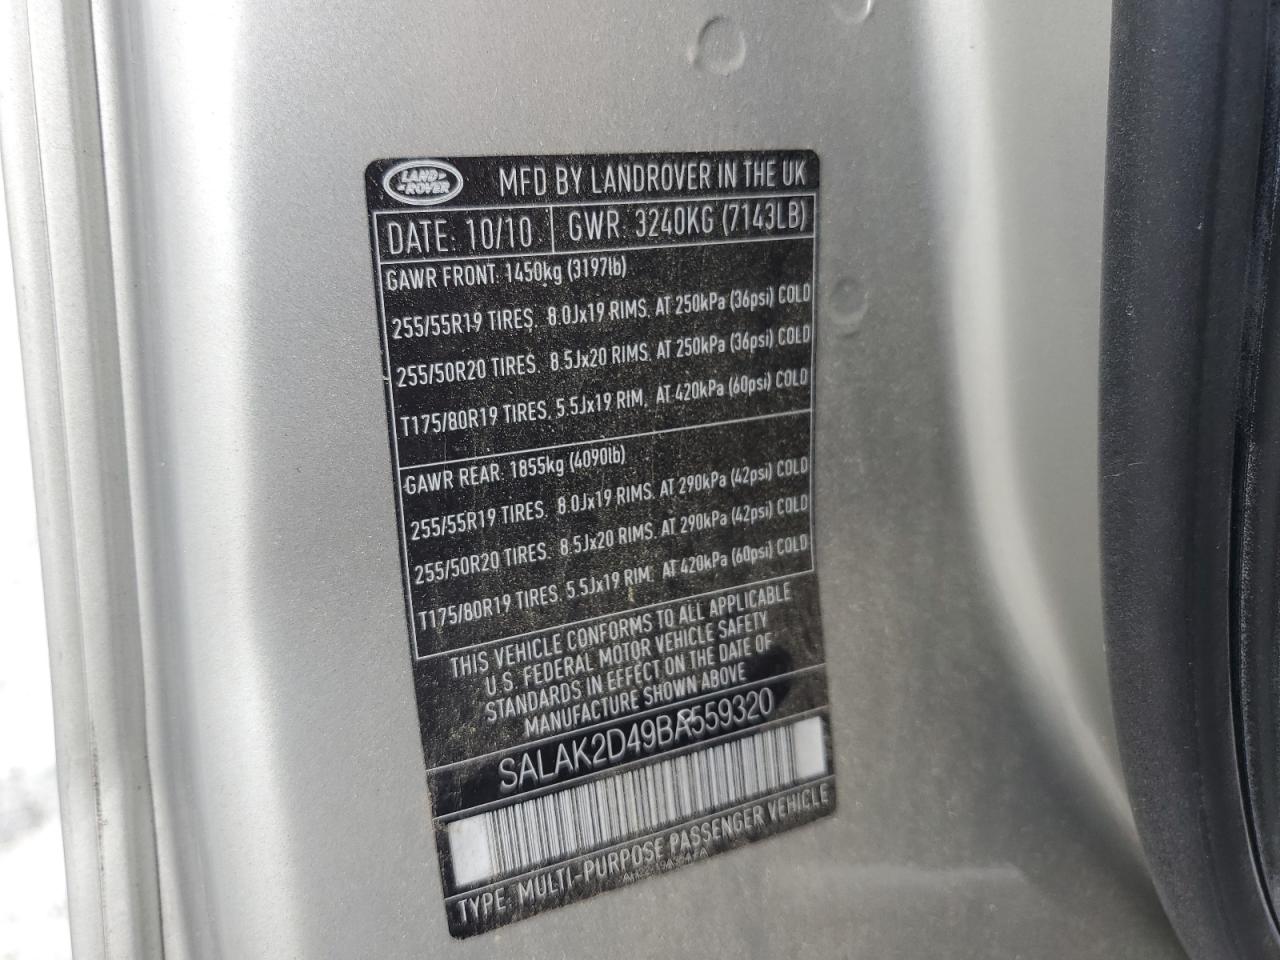 LAND ROVER
MFD BY LANDROVER IN THE UK
DATE: 10/10 GWR: 3240KG (7143LB)
GAWR FRONT: 1450kg (3197lb)
255/55R19 TIRES. 8.0Jx19 RIMS. AT 250kPa (36psi) COLD
255/50R20 TIRES. 8.5Jx20 RIMS. AT 250kPa (36psi) COLD
T175/80R19 TIRES. 5.5Jx19 RIM. AT 420kPa (60psi) COLD
GAWR REAR: 1855kg (4090lb)
255/55R19 TIRES. 8.0Jx19 RIMS. AT 290kPa (42psi) COLD
255/50R20 TIRES. 8.5Jx20 RIMS. AT 290kPa (42psi) COLD
T175/80R19 TIRES. 5.5Jx19 RIM. AT 420kPa (60psi) COLD
THIS VEHICLE CONFORMS TO ALL APPLICABLE
U.S. FEDERAL MOTOR VEHICLE SAFETY
STANDARDS IN EFFECT ON THE DATE OF
MANUFACTURE SHOWN ABOVE
TYPE: MULTI-PURPOSE PASSENGER VEHICLE